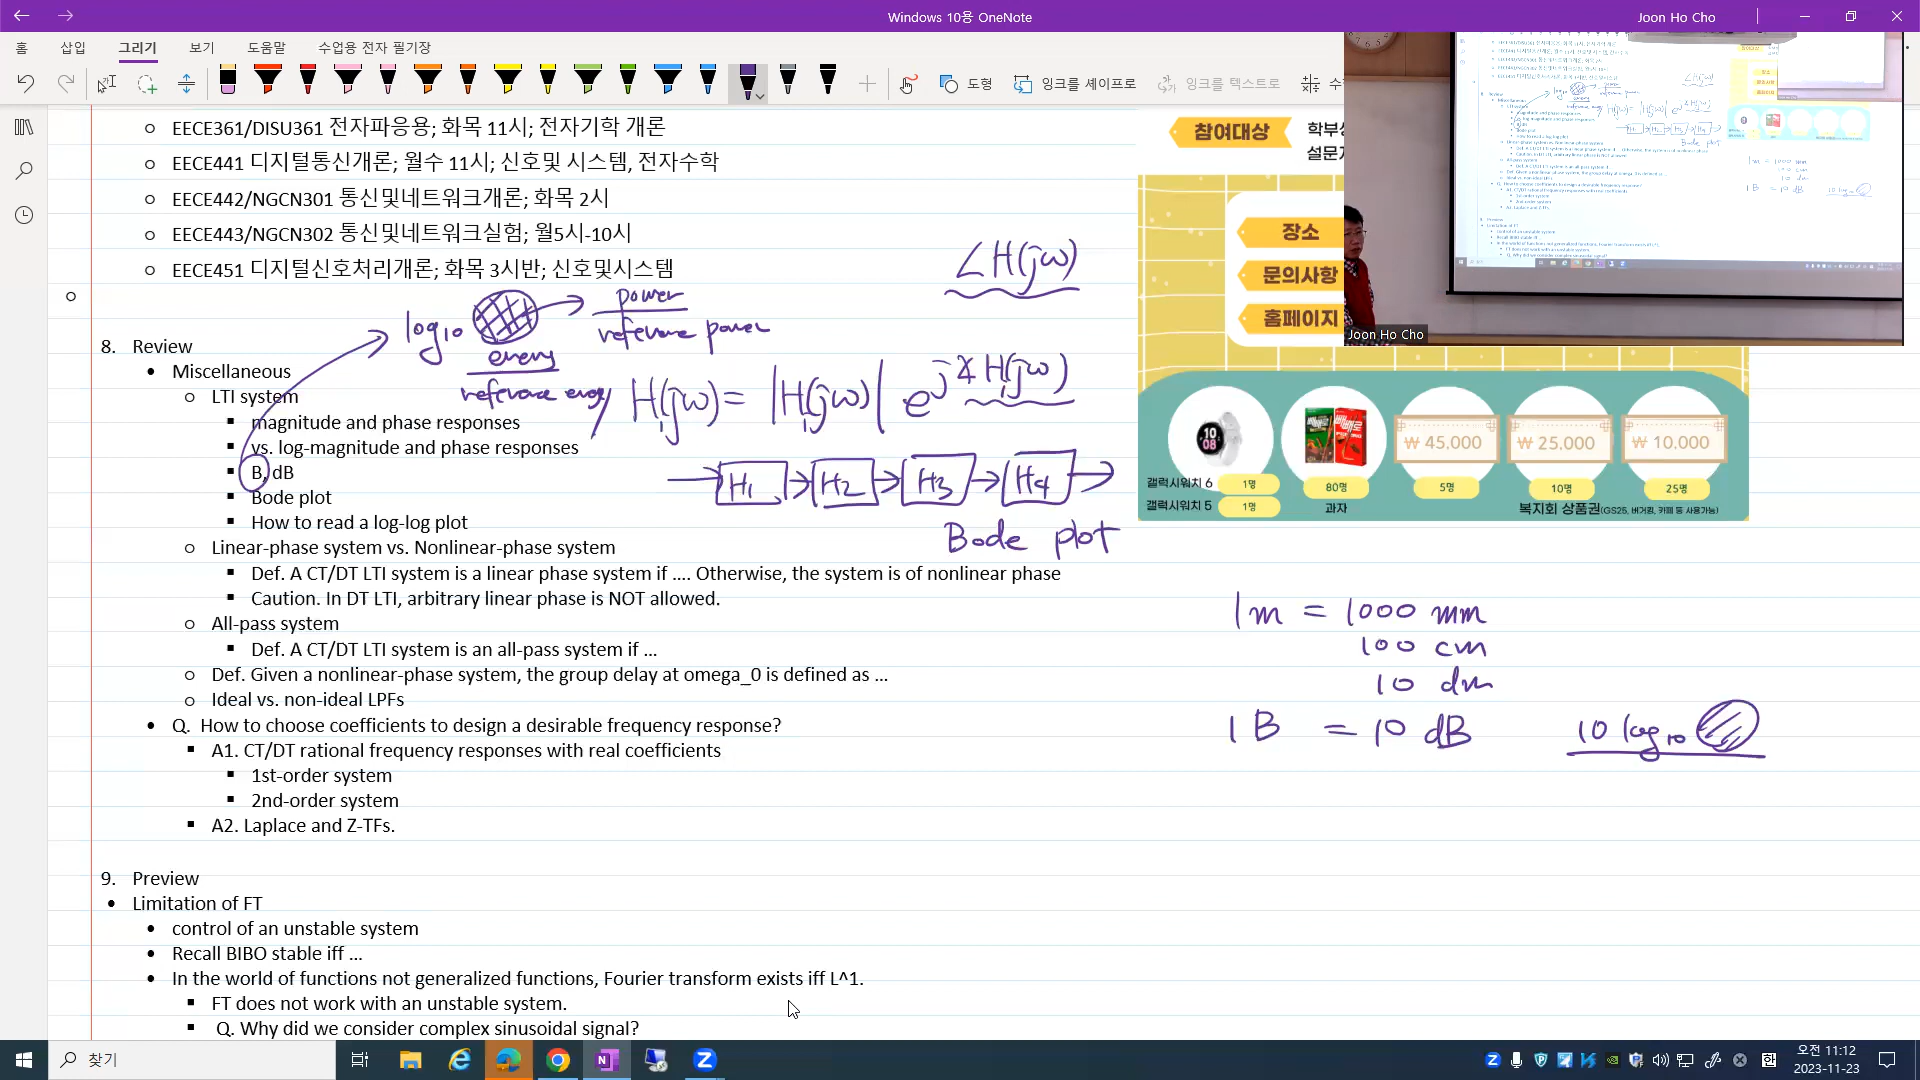 Windows 10용 OneNote
Joon Ho Cho
홈 삽입 그리기 보기 도움말 수업용 전자 필기장
도형 잉크를 셰이프로 잉크를 텍스트로
EECE361/DISU361 전자파응용; 화목 11시; 전자기학 개론
EECE441 디지털통신개론; 월수 11시; 신호및 시스템, 전자수학
EECE442/NGCN301 통신및네트워크개론; 화목 2시
EECE443/NGCN302 통신및네트워크실험; 월5시-10시
EECE451 디지털신호처리개론; 화목 3시반; 신호및시스템
∠H(jω)
log₁₀ power
reference power
energy
reference energy
H(jω) = |H(jω)| e^{j∡H(jω)}
H₁ H₂ H₃ H₄
Bode plot
8. Review
Miscellaneous
LTI system
magnitude and phase responses
vs. log-magnitude and phase responses
B, dB
Bode plot
How to read a log-log plot
Linear-phase system vs. Nonlinear-phase system
Def. A CT/DT LTI system is a linear phase system if .... Otherwise, the system is of nonlinear phase
Caution. In DT LTI, arbitrary linear phase is NOT allowed.
All-pass system
Def. A CT/DT LTI system is an all-pass system if ...
Def. Given a nonlinear-phase system, the group delay at omega_0 is defined as ...
Ideal vs. non-ideal LPFs
Q. How to choose coefficients to design a desirable frequency response?
A1. CT/DT rational frequency responses with real coefficients
1st-order system
2nd-order system
A2. Laplace and Z-TFs.
9. Preview
Limitation of FT
control of an unstable system
Recall BIBO stable iff ...
In the world of functions not generalized functions, Fourier transform exists iff L^1.
FT does not work with an unstable system.
Q. Why did we consider complex sinusoidal signal?
참여대상
장소
문의사항
홈페이지
Joon Ho Cho
10 08
빼빼로
₩ 45,000 ₩ 25,000 ₩ 10,000
갤럭시워치 6 1명
갤럭시워치 5 1명
80명 5명 10명 25명
과자
복지회 상품권(GS25, 버거킹, 카페 등 사용가능)
1m = 1000 mm
100 cm
10 dm
1 B = 10 dB
10 log₁₀
찾기
오전 11:12
2023-11-23